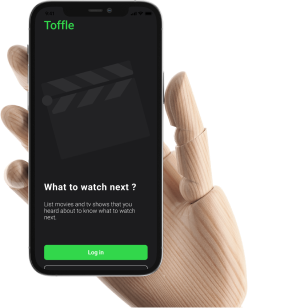 Toffle
What to watch next ?
List movies and tv shows that you
heard about to know what to watch
next.
Log in